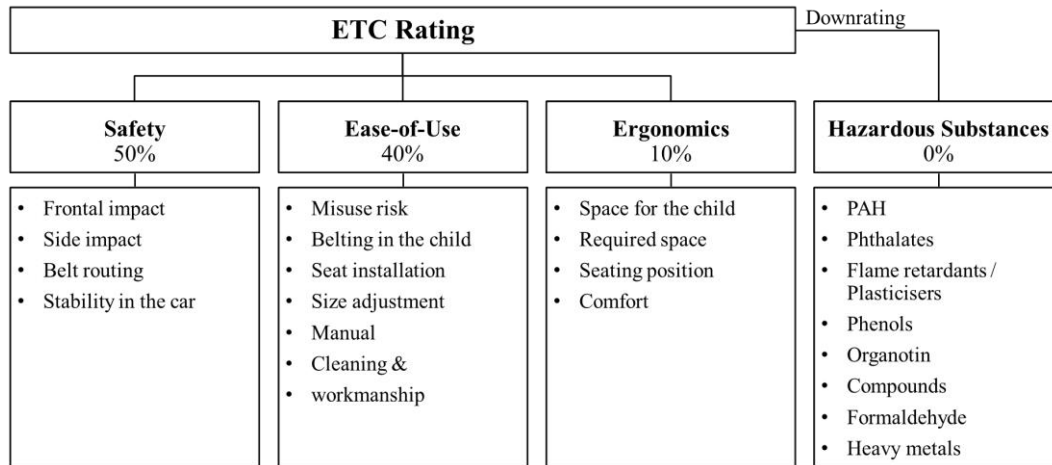 ETC Rating
Downrating
Safety
50%
• Frontal impact
• Side impact
• Belt routing
• Stability in the car
Ease-of-Use
40%
• Misuse risk
• Belting in the child
• Seat installation
• Size adjustment
• Manual
• Cleaning &
• workmanship
Ergonomics
10%
• Space for the child
• Required space
• Seating position
• Comfort
Hazardous Substances
0%
• PAH
• Phthalates
• Flame retardants /
Plasticisers
• Phenols
• Organotin
• Compounds
• Formaldehyde
• Heavy metals